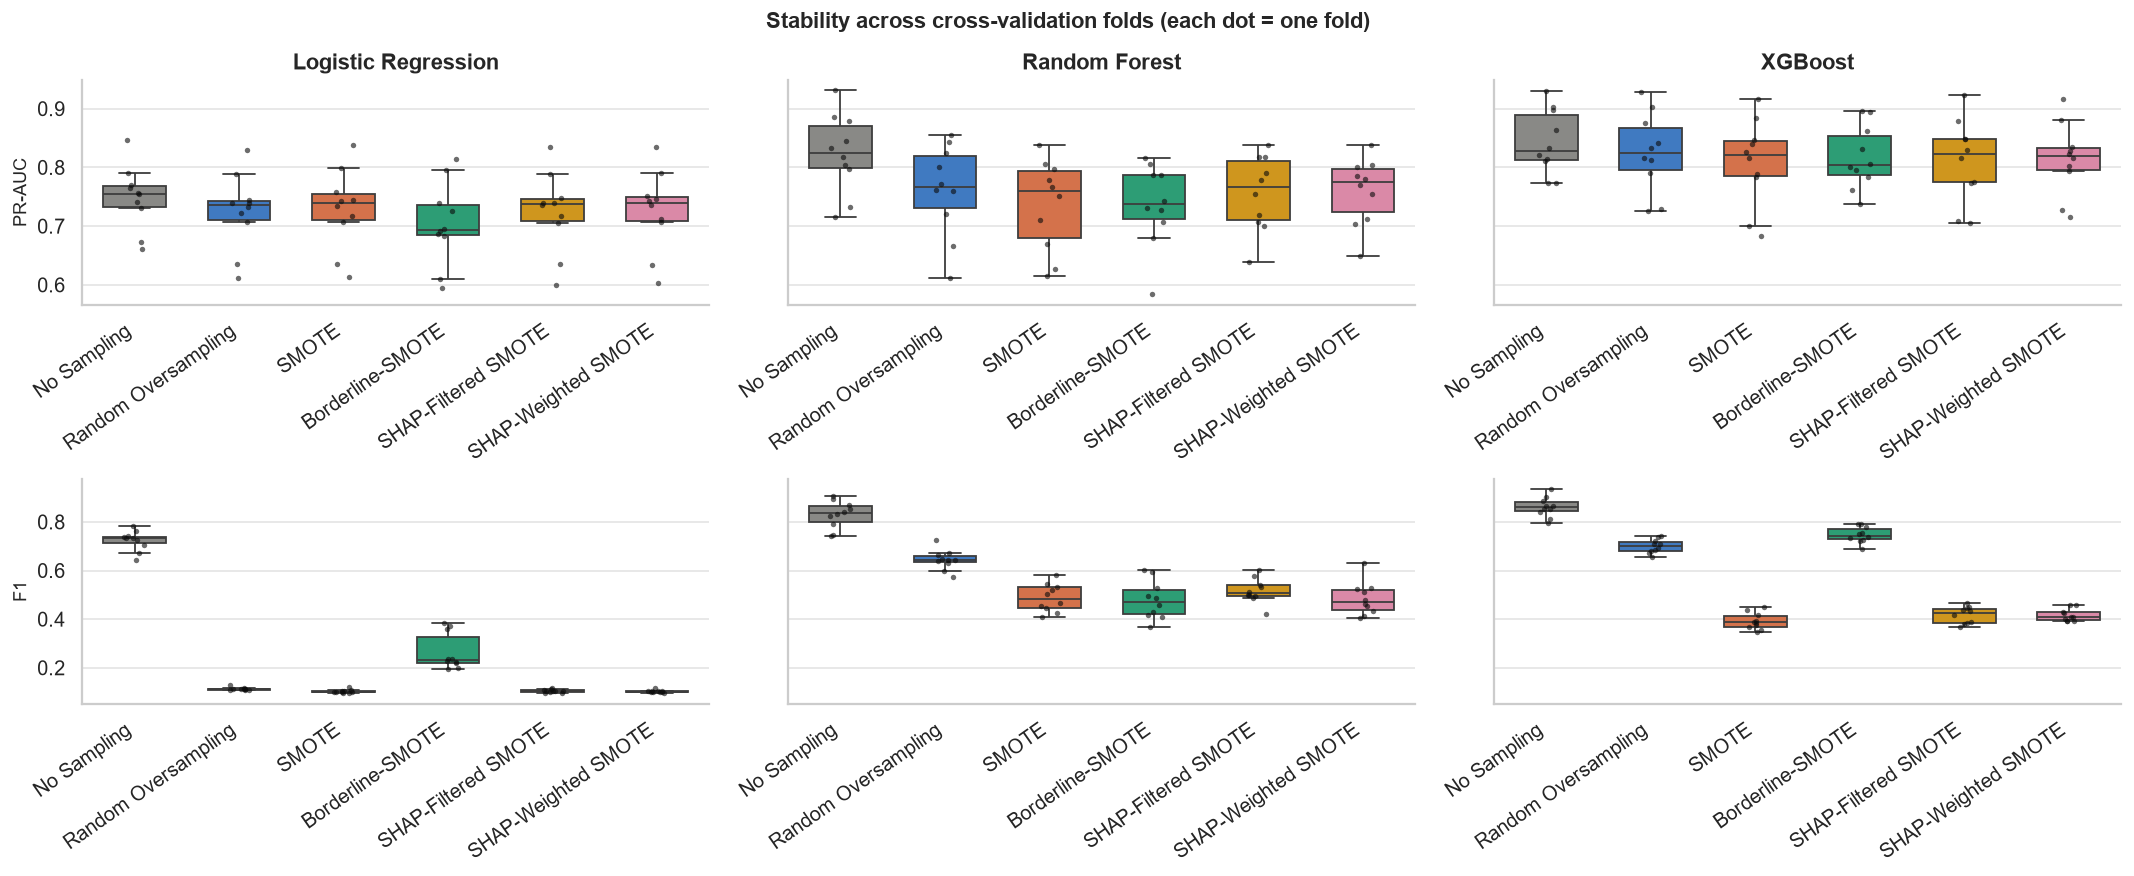 Stability across cross-validation folds (each dot = one fold)
Logistic Regression
Random Forest
XGBoost
PR-AUC
0.9
0.8
0.7
0.6
No Sampling
Random Oversampling
SMOTE
Borderline-SMOTE
SHAP-Filtered SMOTE
SHAP-Weighted SMOTE
No Sampling
Random Oversampling
SMOTE
Borderline-SMOTE
SHAP-Filtered SMOTE
SHAP-Weighted SMOTE
No Sampling
Random Oversampling
SMOTE
Borderline-SMOTE
SHAP-Filtered SMOTE
SHAP-Weighted SMOTE
F1
0.8
0.6
0.4
0.2
No Sampling
Random Oversampling
SMOTE
Borderline-SMOTE
SHAP-Filtered SMOTE
SHAP-Weighted SMOTE
No Sampling
Random Oversampling
SMOTE
Borderline-SMOTE
SHAP-Filtered SMOTE
SHAP-Weighted SMOTE
No Sampling
Random Oversampling
SMOTE
Borderline-SMOTE
SHAP-Filtered SMOTE
SHAP-Weighted SMOTE